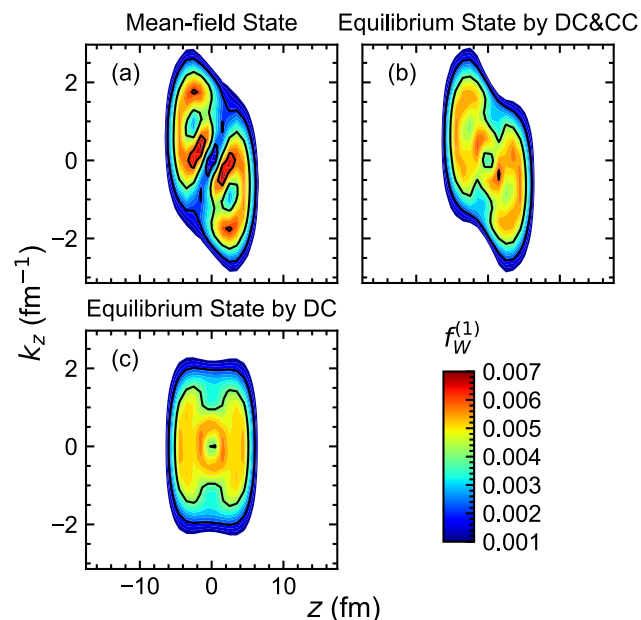 Mean-field State
Equilibrium State by DC&CC
(a)
(b)
2
0
−2
Equilibrium State by DC
(c)
2
0
−2
−10 0 10
z (fm)
k_z (fm⁻¹)
f_W^(1)
0.007
0.006
0.005
0.004
0.003
0.002
0.001